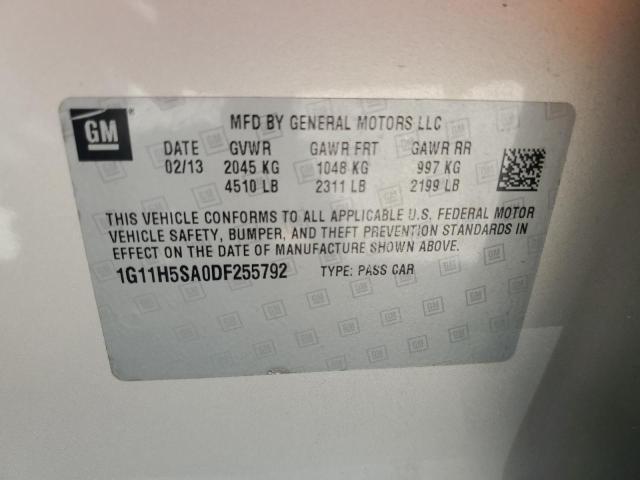 GM
MFD BY GENERAL MOTORS LLC
DATE GVWR GAWR FRT GAWR RR
02/13 2045 KG 1048 KG 997 KG
4510 LB 2311 LB 2199 LB
THIS VEHICLE CONFORMS TO ALL APPLICABLE U.S. FEDERAL MOTOR
VEHICLE SAFETY, BUMPER, AND THEFT PREVENTION STANDARDS IN
EFFECT ON THE DATE OF MANUFACTURE SHOWN ABOVE.
1G11H5SA0DF255792 TYPE: PASS CAR